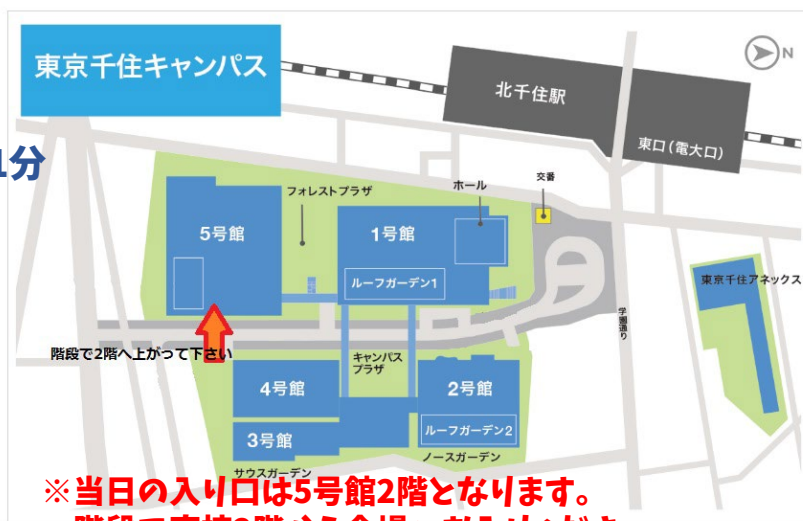 東京千住キャンパス
N
北千住駅
東口(電大口)
1分
フォレストプラザ
ホール
交番
5号館
1号館
ルーフガーデン1
東京千住アネックス
学園通り
階段で2階へ上がって下さい
キャンパス
プラザ
4号館
2号館
ルーフガーデン2
3号館
サウスガーデン
ノースガーデン
※当日の入り口は5号館2階となります。